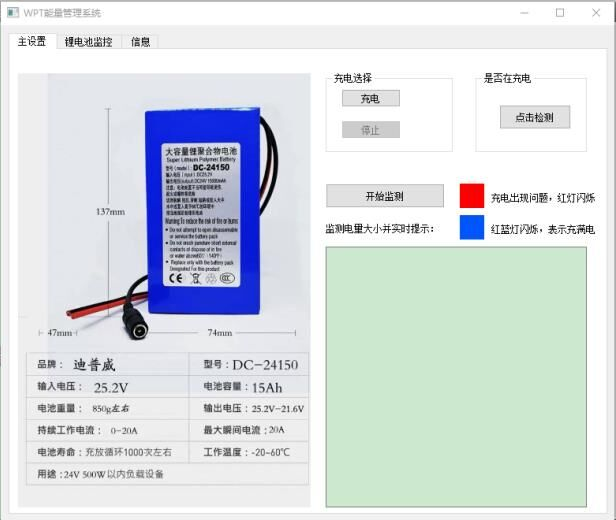 WPT能量管理系统
主设置 锂电池监控 信息
充电选择
充电
停止
是否在充电
点击检测
开始监测
充电出现问题，红灯闪烁
监测电量大小并实时提示：
红蓝灯闪烁，表示充满电
大容量锂聚合物电池
Super Lithium Polymer Battery
型号(model): DC-24150
137mm
Warning:To reduce the risk of fire or burns
● Do not attempt to open disassemble
or service the battery pack
● Do not crush puncture short external
contacts of dispose of in fire
● Replace only with the battery pack
Designated For this product
47mm
74mm
品牌： 迪普威
型号：DC-24150
输入电压： 25.2V
电池容量：15Ah
电池重量： 850g左右
输出电压：25.2V-21.6V
持续工作电流： 0-20A
最大瞬间电流：20A
电池寿命：充放循环1000次左右
工作温度：-20~60℃
用途：24V 500W以内负载设备